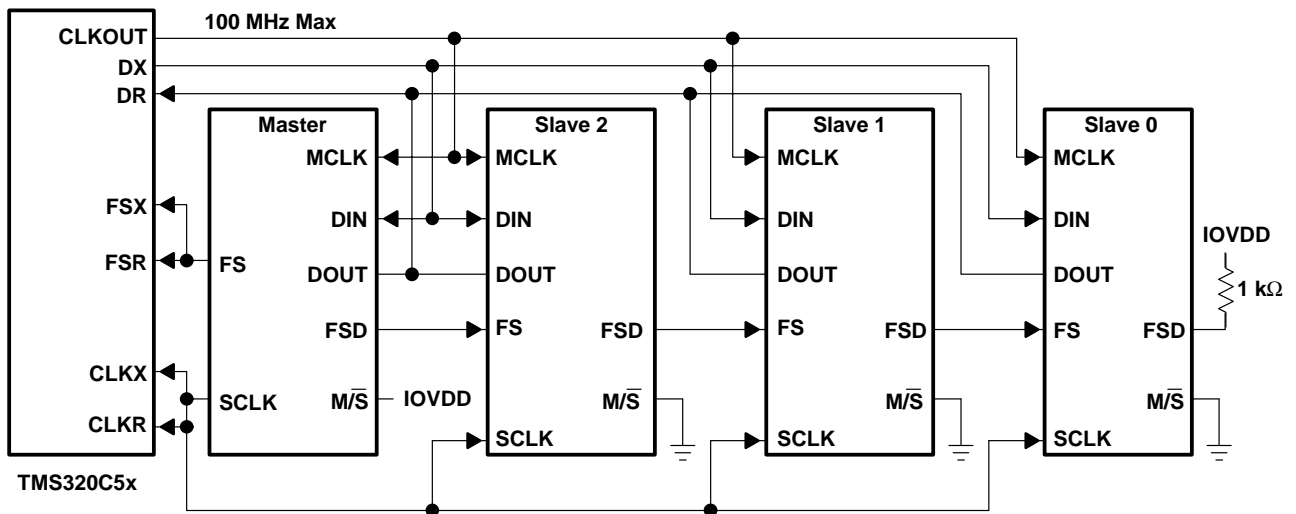 CLKOUT
DX
DR
FSX
FSR
CLKX
CLKR
TMS320C5x
100 MHz Max
Master
MCLK
DIN
DOUT
FS
FSD
SCLK
M/S̅
IOVDD
Slave 2
MCLK
DIN
DOUT
FS
FSD
M/S̅
SCLK
Slave 1
MCLK
DIN
DOUT
FS
FSD
M/S̅
SCLK
Slave 0
MCLK
DIN
DOUT
FS
FSD
M/S̅
SCLK
IOVDD
1 kΩ